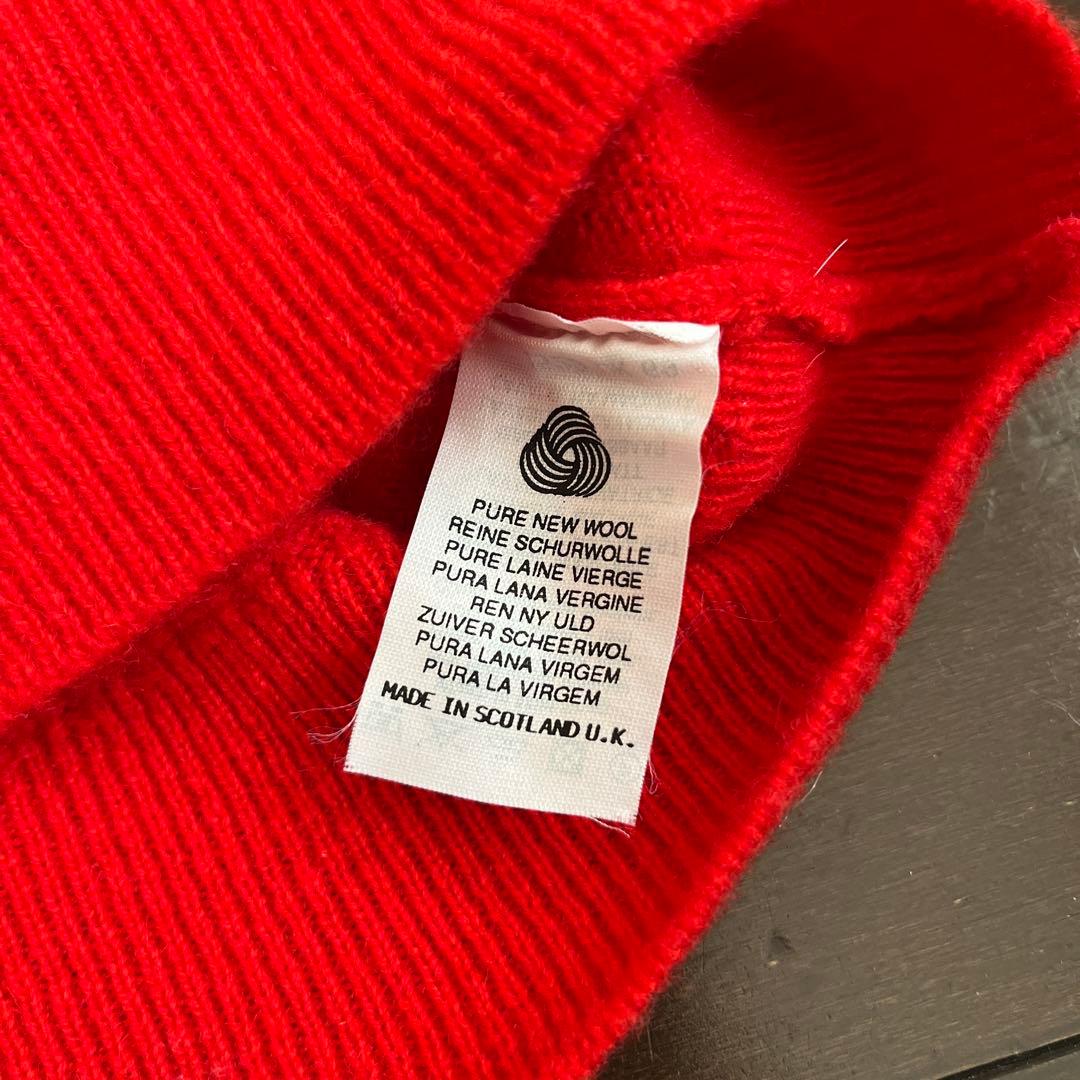 PURE NEW WOOL
REINE SCHURWOLLE
PURE LAINE VIERGE
PURA LANA VERGINE
REN NY ULD
ZUIVER SCHEERWOL
PURA LANA VIRGEM
PURA LA VIRGEM
MADE IN SCOTLAND U.K.